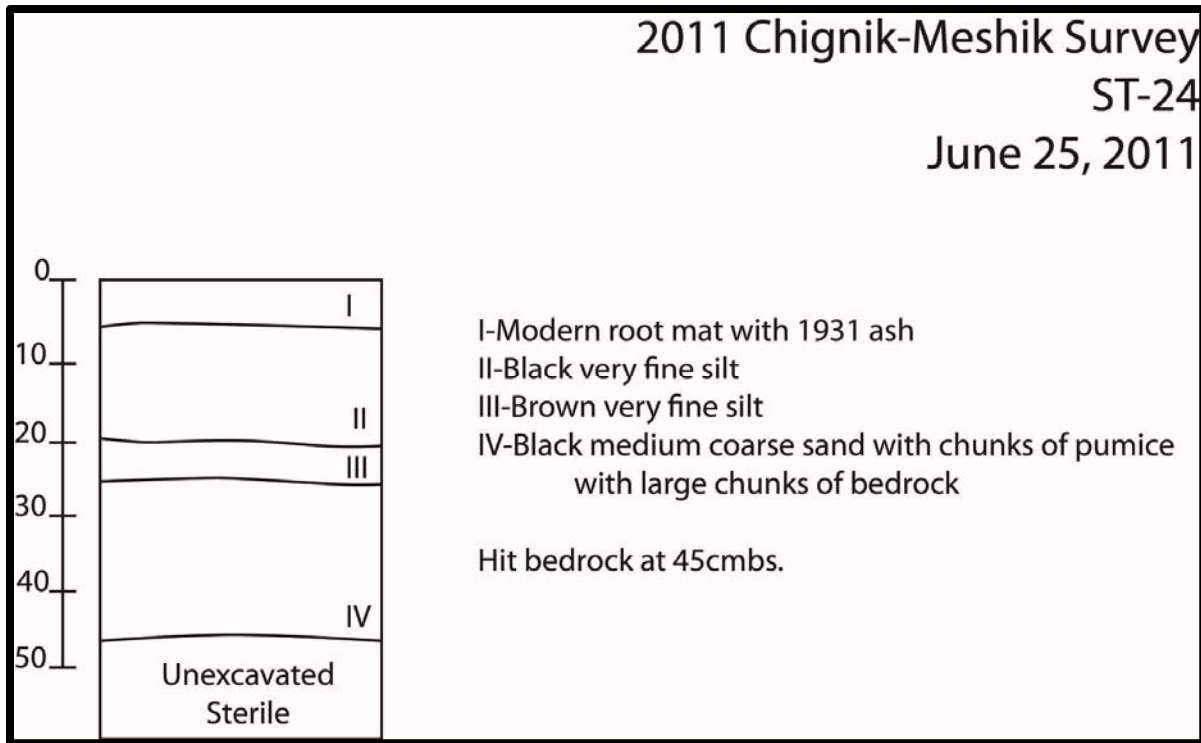 2011 Chignik-Meshik Survey
ST-24
June 25, 2011
0
10
20
30
40
50
I
II
III
IV
Unexcavated
Sterile
I-Modern root mat with 1931 ash
II-Black very fine silt
III-Brown very fine silt
IV-Black medium coarse sand with chunks of pumice
with large chunks of bedrock
Hit bedrock at 45cmbs.